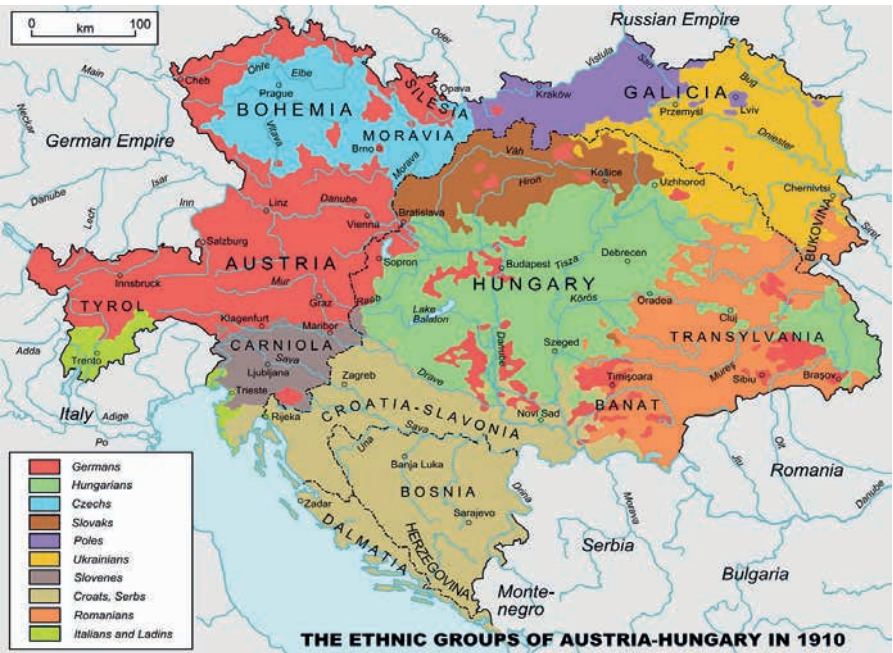 0 100
km
Russian Empire
Oder
Vistula
San
Bug
Main
Cheb
Ohře
Elbe
Prague
Opava
SILESIA
Kraków
GALICIA
Przemyśl
Lviv
BOHEMIA
Vltava
MORAVIA
Brno
Morava
Neckar
German Empire
Dniester
Váh
Hron
Košice
Uzhhorod
Chernivtsi
BUKOVINA
Siret
Danube
Isar
Inn
Lech
Linz
Danube
Vienna
Bratislava
Salzburg
AUSTRIA
Sopron
Budapest
Tisza
Debrecen
HUNGARY
Innsbruck
Mur
Graz
Raab
Körös
Oradea
Cluj
TYROL
Klagenfurt
Maribor
Lake
Balaton
Danube
Szeged
TRANSYLVANIA
Adda
Trento
CARNIOLA
Sava
Ljubljana
Mureş
Timişoara
Sibiu
Braşov
Trieste
Zagreb
Drave
Italy
Adige
Po
Rijeka
CROATIA-SLAVONIA
Novi Sad
BANAT
Una
Sava
Banja Luka
BOSNIA
Drina
Morava
Jiu
Olt
Romania
Danube
Zadar
Sarajevo
DALMATIA
HERZEGOVINA
Serbia
Bulgaria
Monte-
negro
Germans
Hungarians
Czechs
Slovaks
Poles
Ukrainians
Slovenes
Croats, Serbs
Romanians
Italians and Ladins
THE ETHNIC GROUPS OF AUSTRIA-HUNGARY IN 1910